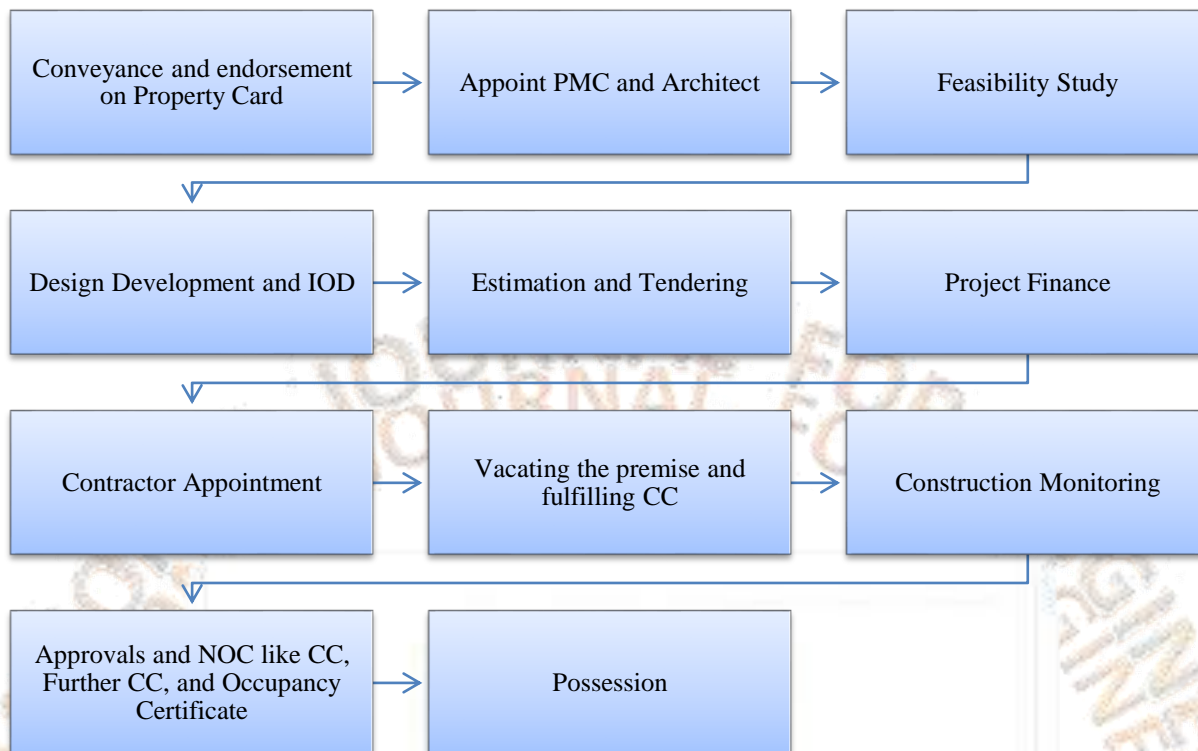 Conveyance and endorsement
on Property Card
Appoint PMC and Architect
Feasibility Study
Design Development and IOD
Estimation and Tendering
Project Finance
Contractor Appointment
Vacating the premise and
fulfilling CC
Construction Monitoring
Approvals and NOC like CC,
Further CC, and Occupancy
Certificate
Possession
JOURNAL FOR